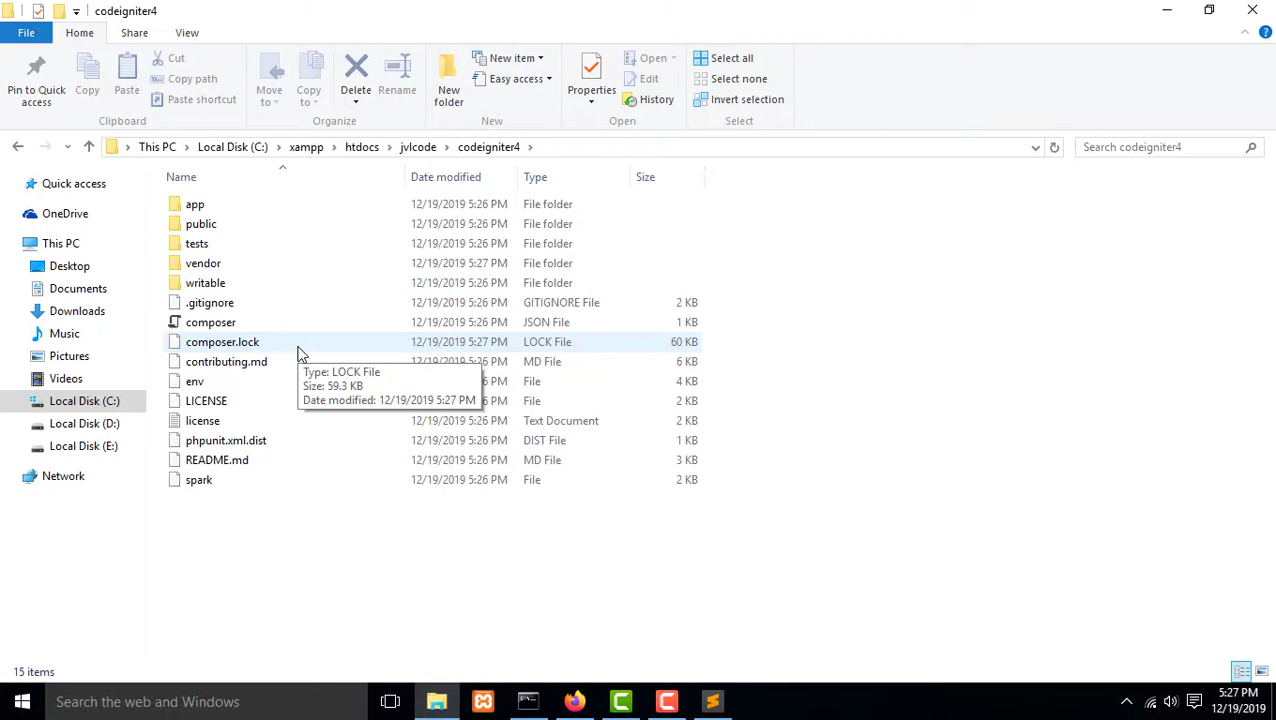 codeigniter4
File Home Share View
Pin to Quick access
Copy
Paste
Cut
Copy path
Paste shortcut
Clipboard
Move to
Copy to
Delete
Rename
Organize
New folder
New item
Easy access
New
Properties
Open
Edit
History
Open
Select all
Select none
Invert selection
Select
This PC Local Disk (C:) xampp htdocs jvlcode codeigniter4
Search codeigniter4
Quick access
OneDrive
This PC
Desktop
Documents
Downloads
Music
Pictures
Videos
Local Disk (C:)
Local Disk (D:)
Local Disk (E:)
Network
Name Date modified Type Size
app 12/19/2019 5:26 PM File folder
public 12/19/2019 5:26 PM File folder
tests 12/19/2019 5:26 PM File folder
vendor 12/19/2019 5:27 PM File folder
writable 12/19/2019 5:26 PM File folder
.gitignore 12/19/2019 5:26 PM GITIGNORE File 2 KB
composer 12/19/2019 5:26 PM JSON File 1 KB
composer.lock 12/19/2019 5:27 PM LOCK File 60 KB
contributing.md 12/19/2019 5:26 PM MD File 6 KB
env 5:26 PM File 4 KB
LICENSE 5:26 PM File 2 KB
license 12/19/2019 5:26 PM Text Document 2 KB
phpunit.xml.dist 12/19/2019 5:26 PM DIST File 1 KB
README.md 12/19/2019 5:26 PM MD File 3 KB
spark 12/19/2019 5:26 PM File 2 KB
Type: LOCK File
Size: 59.3 KB
Date modified: 12/19/2019 5:27 PM
15 items
Search the web and Windows
5:27 PM
12/19/2019